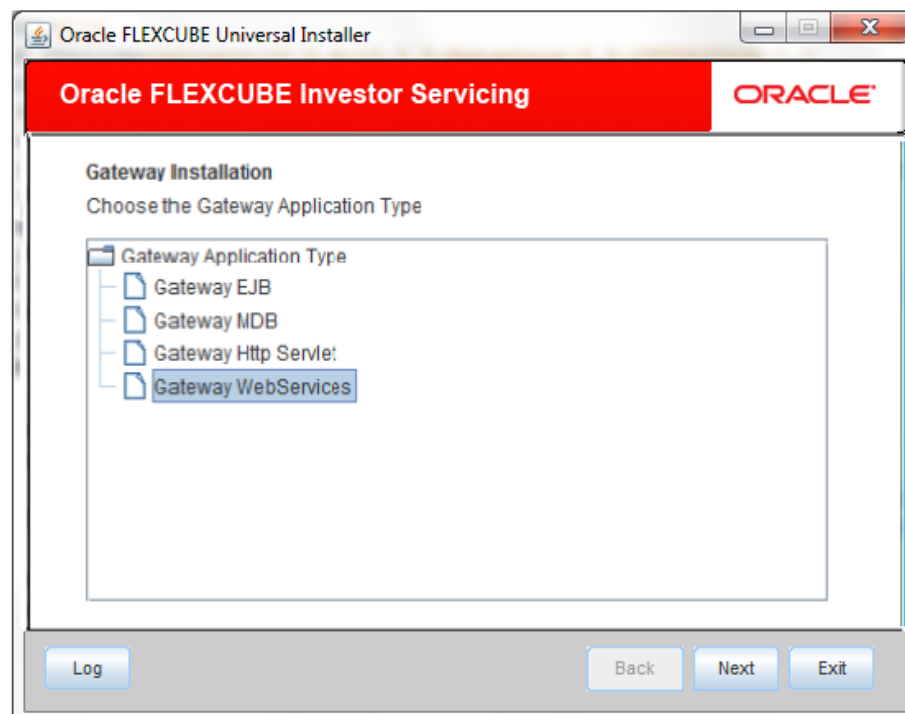 Oracle FLEXCUBE Universal Installer
Oracle FLEXCUBE Investor Servicing
ORACLE
Gateway Installation
Choose the Gateway Application Type
Gateway Application Type
Gateway EJB
Gateway MDB
Gateway Http Servlet
Gateway WebServices
Log
Back
Next
Exit